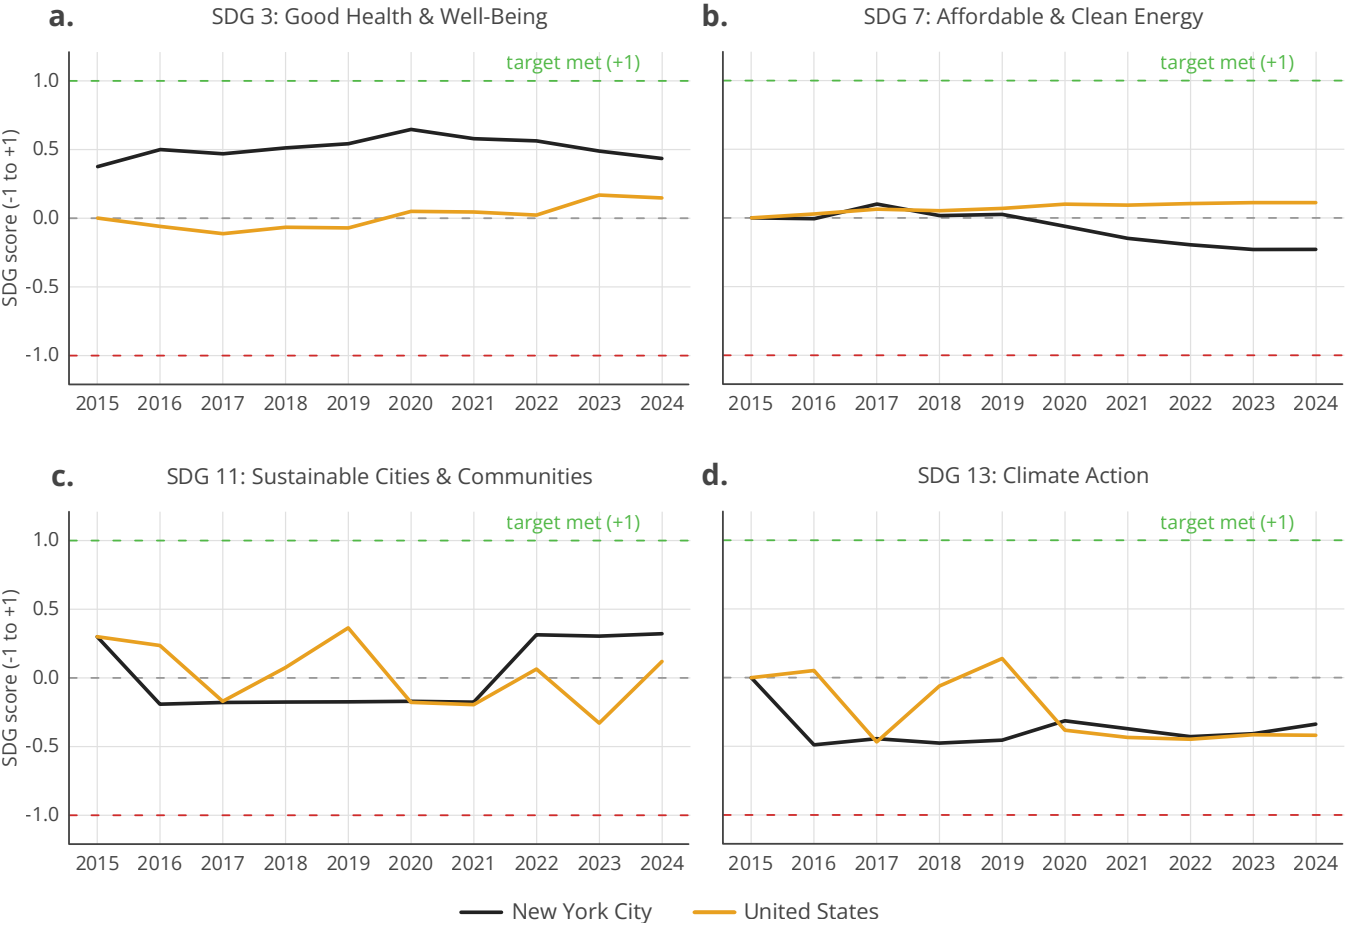 a.
SDG 3: Good Health & Well-Being
target met (+1)
SDG score (-1 to +1)
1.0
0.5
0.0
-0.5
-1.0
2015 2016 2017 2018 2019 2020 2021 2022 2023 2024
b.
SDG 7: Affordable & Clean Energy
target met (+1)
2015 2016 2017 2018 2019 2020 2021 2022 2023 2024
c.
SDG 11: Sustainable Cities & Communities
target met (+1)
SDG score (-1 to +1)
1.0
0.5
0.0
-0.5
-1.0
2015 2016 2017 2018 2019 2020 2021 2022 2023 2024
d.
SDG 13: Climate Action
target met (+1)
2015 2016 2017 2018 2019 2020 2021 2022 2023 2024
New York City
United States